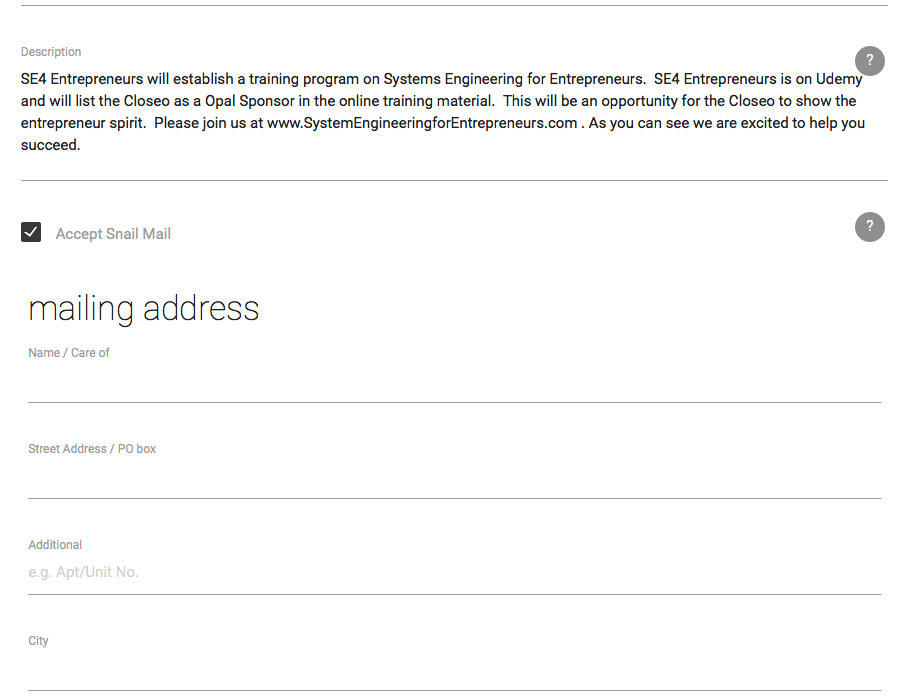 Description
?
SE4 Entrepreneurs will establish a training program on Systems Engineering for Entrepreneurs.  SE4 Entrepreneurs is on Udemy
and will list the Closeo as a Opal Sponsor in the online training material.  This will be an opportunity for the Closeo to show the
entrepreneur spirit.  Please join us at www.SystemEngineeringforEntrepreneurs.com . As you can see we are excited to help you
succeed.
Accept Snail Mail
?
mailing address
Name / Care of
Street Address / PO box
Additional
e.g. Apt/Unit No.
City